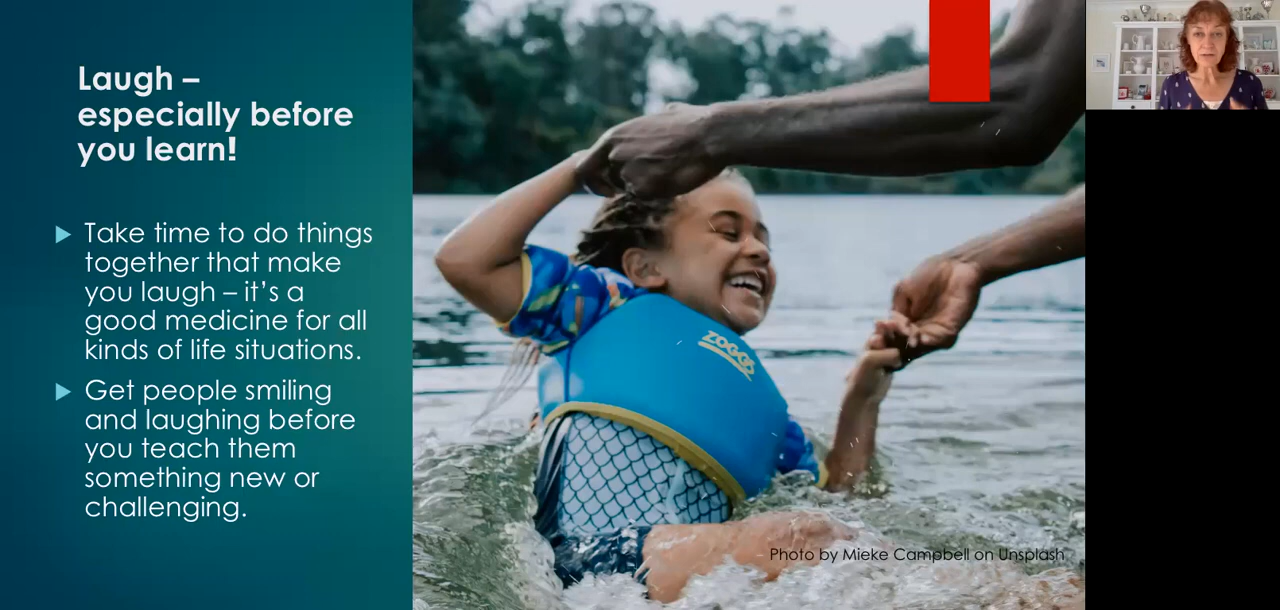 Laugh –
especially before
you learn!
Take time to do things
together that make
you laugh – it’s a
good medicine for all
kinds of life situations.
Get people smiling
and laughing before
you teach them
something new or
challenging.
ZOGGS
Photo by Mieke Campbell on Unsplash